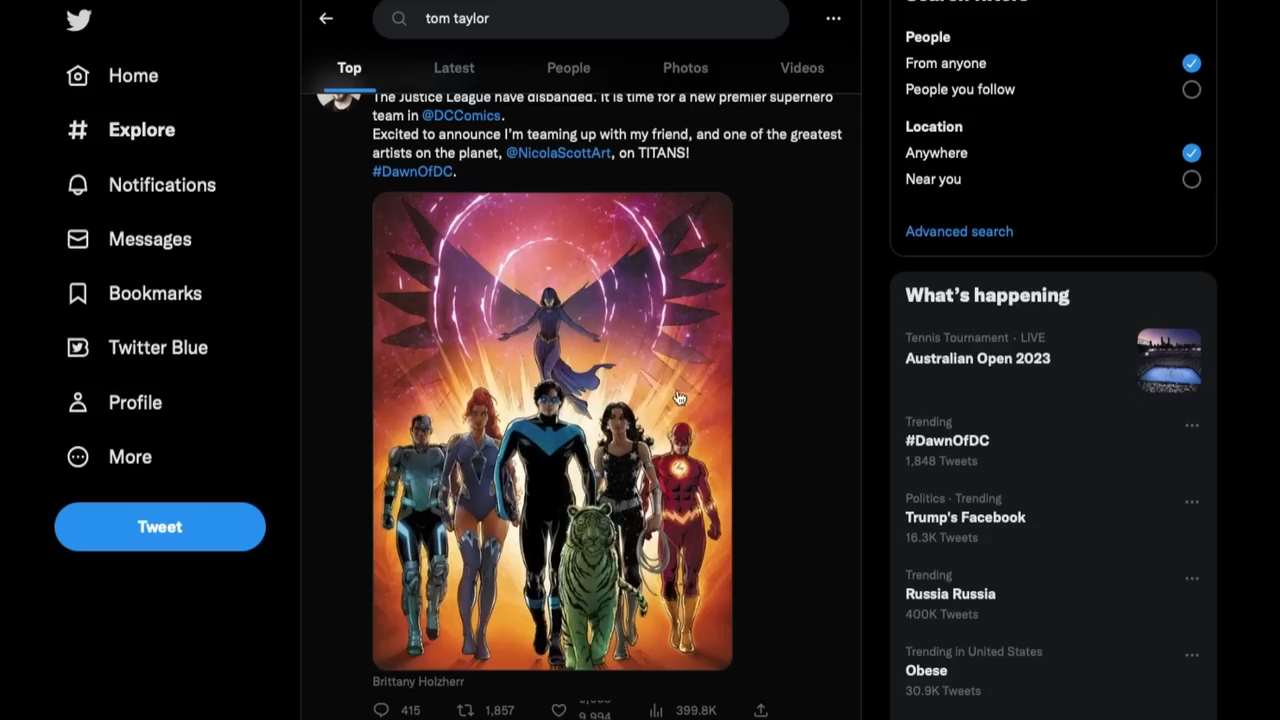 Home
Explore
Notifications
Messages
Bookmarks
Twitter Blue
Profile
More
Tweet
tom taylor
Top
Latest
People
Photos
Videos
The Justice League have disbanded. It is time for a new premier superhero
team in @DCComics.
Excited to announce I'm teaming up with my friend, and one of the greatest
artists on the planet, @NicolaScottArt, on TITANS!
#DawnOfDC.
Brittany Holzherr
415
1,857
9,994
399.8K
Search filters
People
From anyone
People you follow
Location
Anywhere
Near you
Advanced search
What's happening
Tennis Tournament · LIVE
Australian Open 2023
Trending
#DawnOfDC
1,848 Tweets
Politics · Trending
Trump's Facebook
16.3K Tweets
Trending
Russia Russia
400K Tweets
Trending in United States
Obese
30.9K Tweets